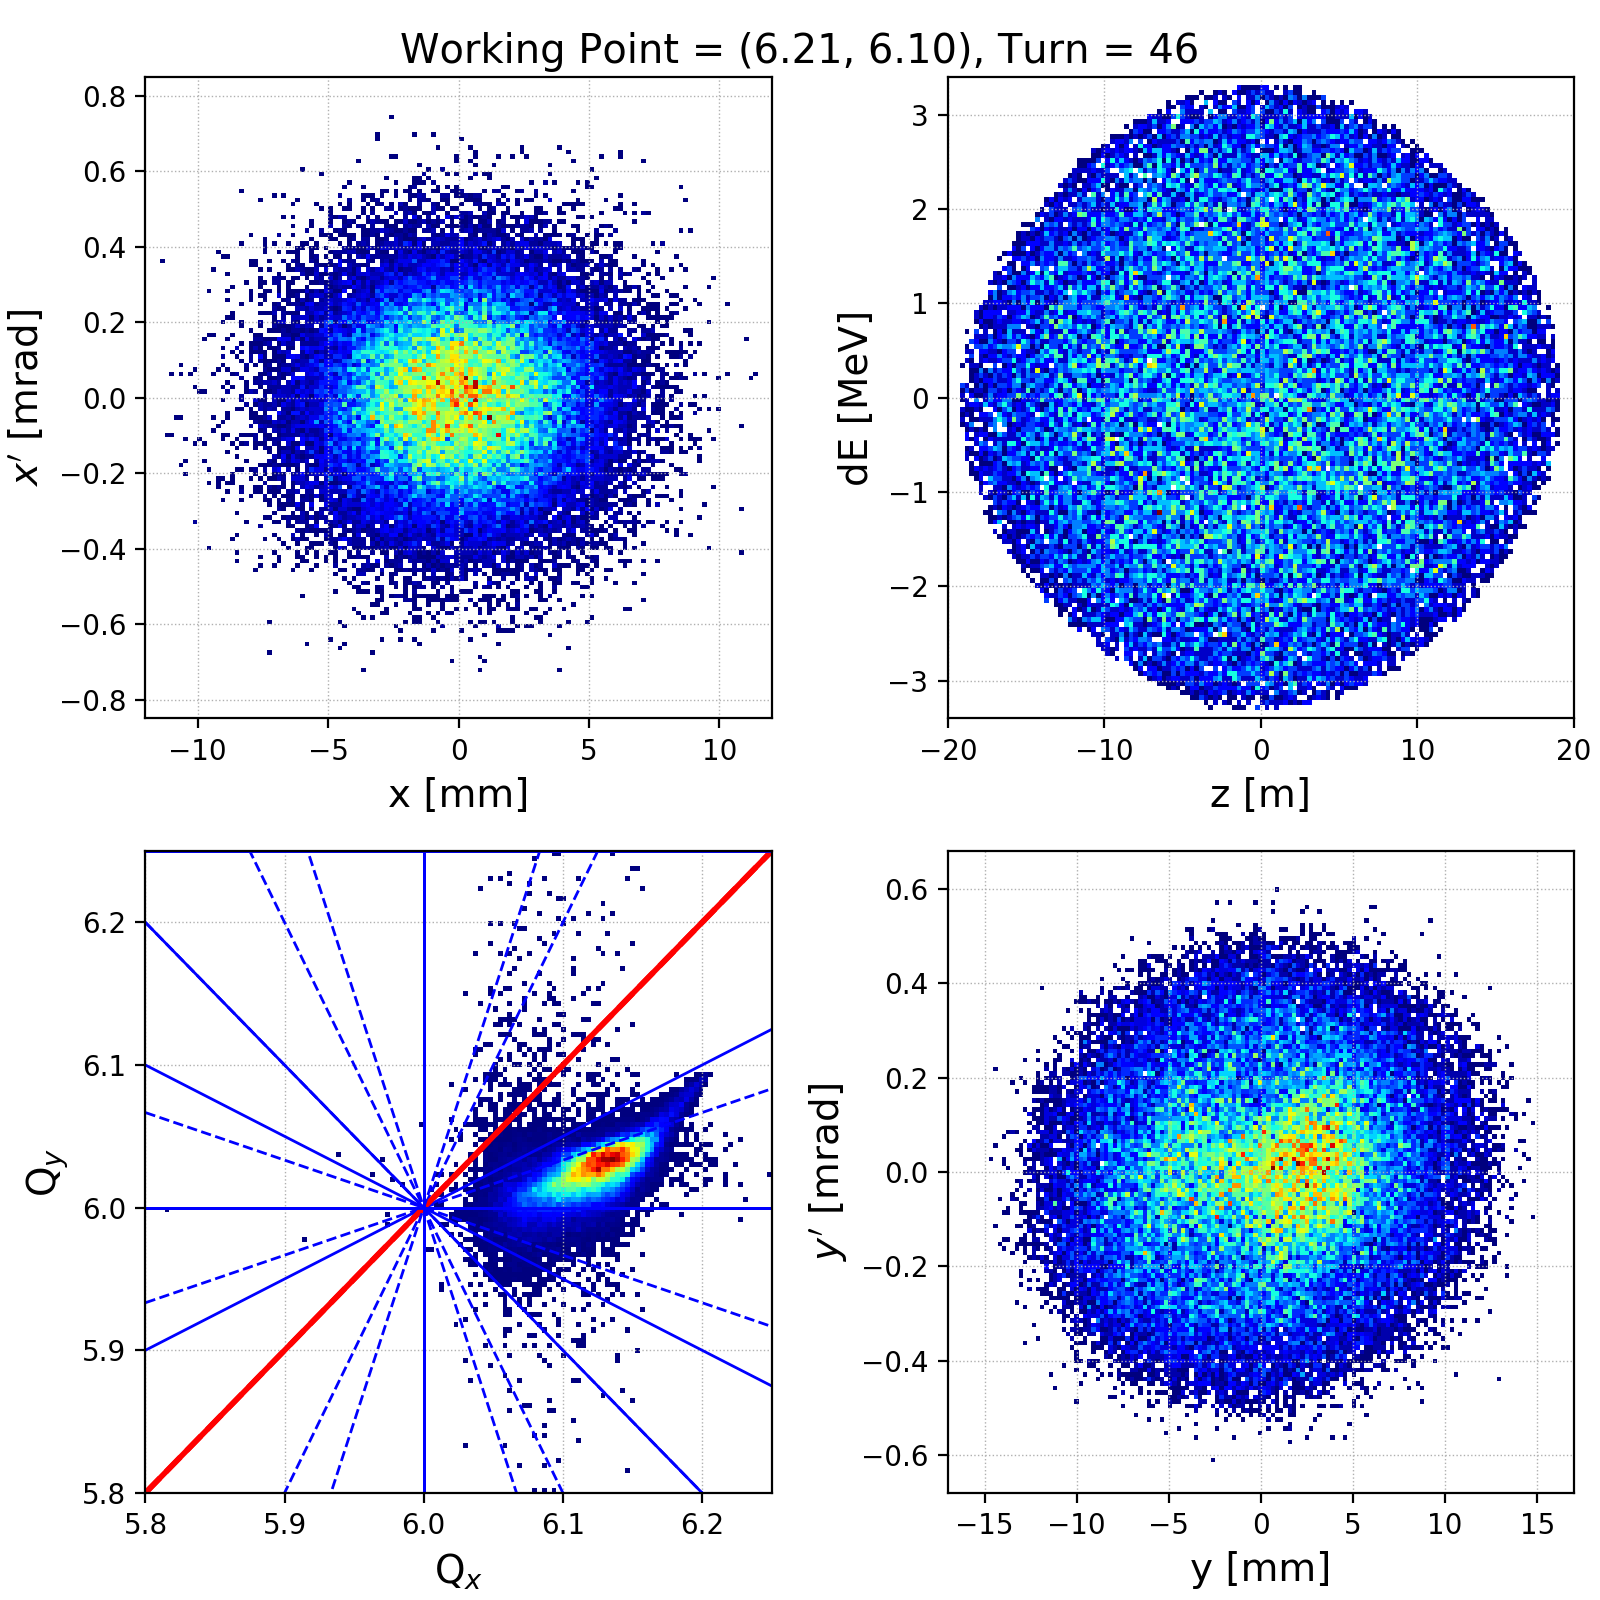 Working Point = (6.21, 6.10), Turn = 46
0.8
0.6
0.4
0.2
0.0
−0.2
−0.4
−0.6
−0.8
x′ [mrad]
−10 −5 0 5 10
x [mm]
3
2
1
0
−1
−2
−3
dE [MeV]
−20 −10 0 10 20
z [m]
6.2
6.1
6.0
5.9
5.8
Qy
5.8 5.9 6.0 6.1 6.2
Qx
0.6
0.4
0.2
0.0
−0.2
−0.4
−0.6
y′ [mrad]
−15 −10 −5 0 5 10 15
y [mm]